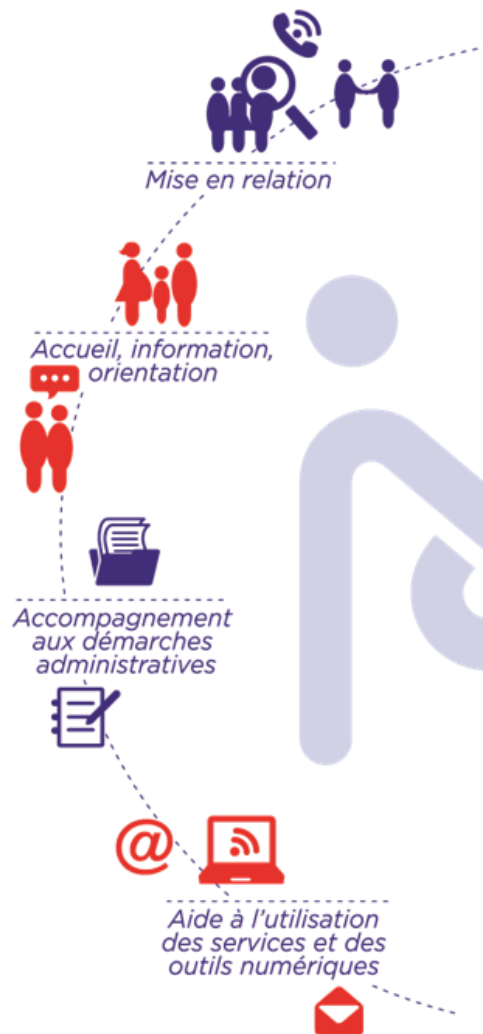 Mise en relation
Accueil, information,
orientation
Accompagnement
aux démarches
administratives
@
Aide à l'utilisation
des services et des
outils numériques